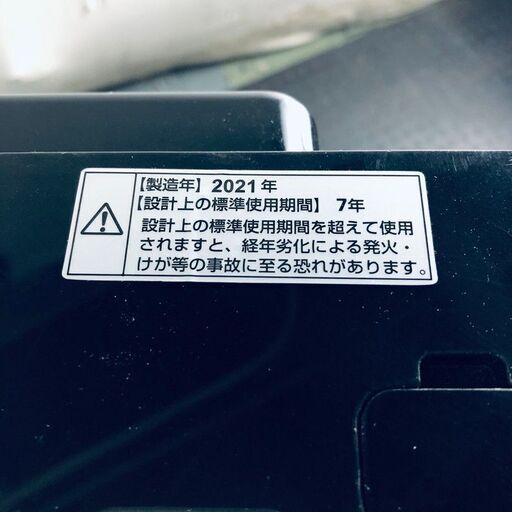 【製造年】2021年
【設計上の標準使用期間】 7年
設計上の標準使用期間を超えて使用
されますと、経年劣化による発火・
けが等の事故に至る恐れがあります。